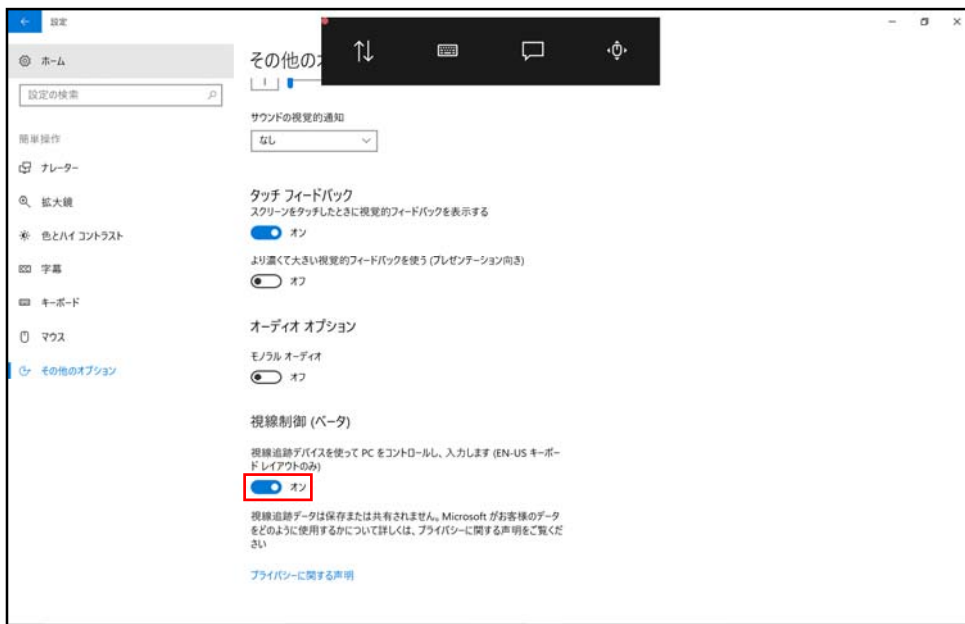 設定
ホーム
設定の検索
簡単操作
ナレーター
拡大鏡
色とハイ コントラスト
字幕
キーボード
マウス
その他のオプション
その他の
サウンドの視覚的通知
なし
タッチ フィードバック
スクリーンをタッチしたときに視覚的フィードバックを表示する
オン
より濃くて大きい視覚的フィードバックを使う (プレゼンテーション向き)
オフ
オーディオ オプション
モノラル オーディオ
オフ
視線制御 (ベータ)
視線追跡デバイスを使って PC をコントロールし、入力します (EN-US キーボー
ド レイアウトのみ)
オン
視線追跡データは保存または共有されません。Microsoft がお客様のデータ
をどのように使用するかについて詳しくは、プライバシーに関する声明をご覧くだ
さい
プライバシーに関する声明